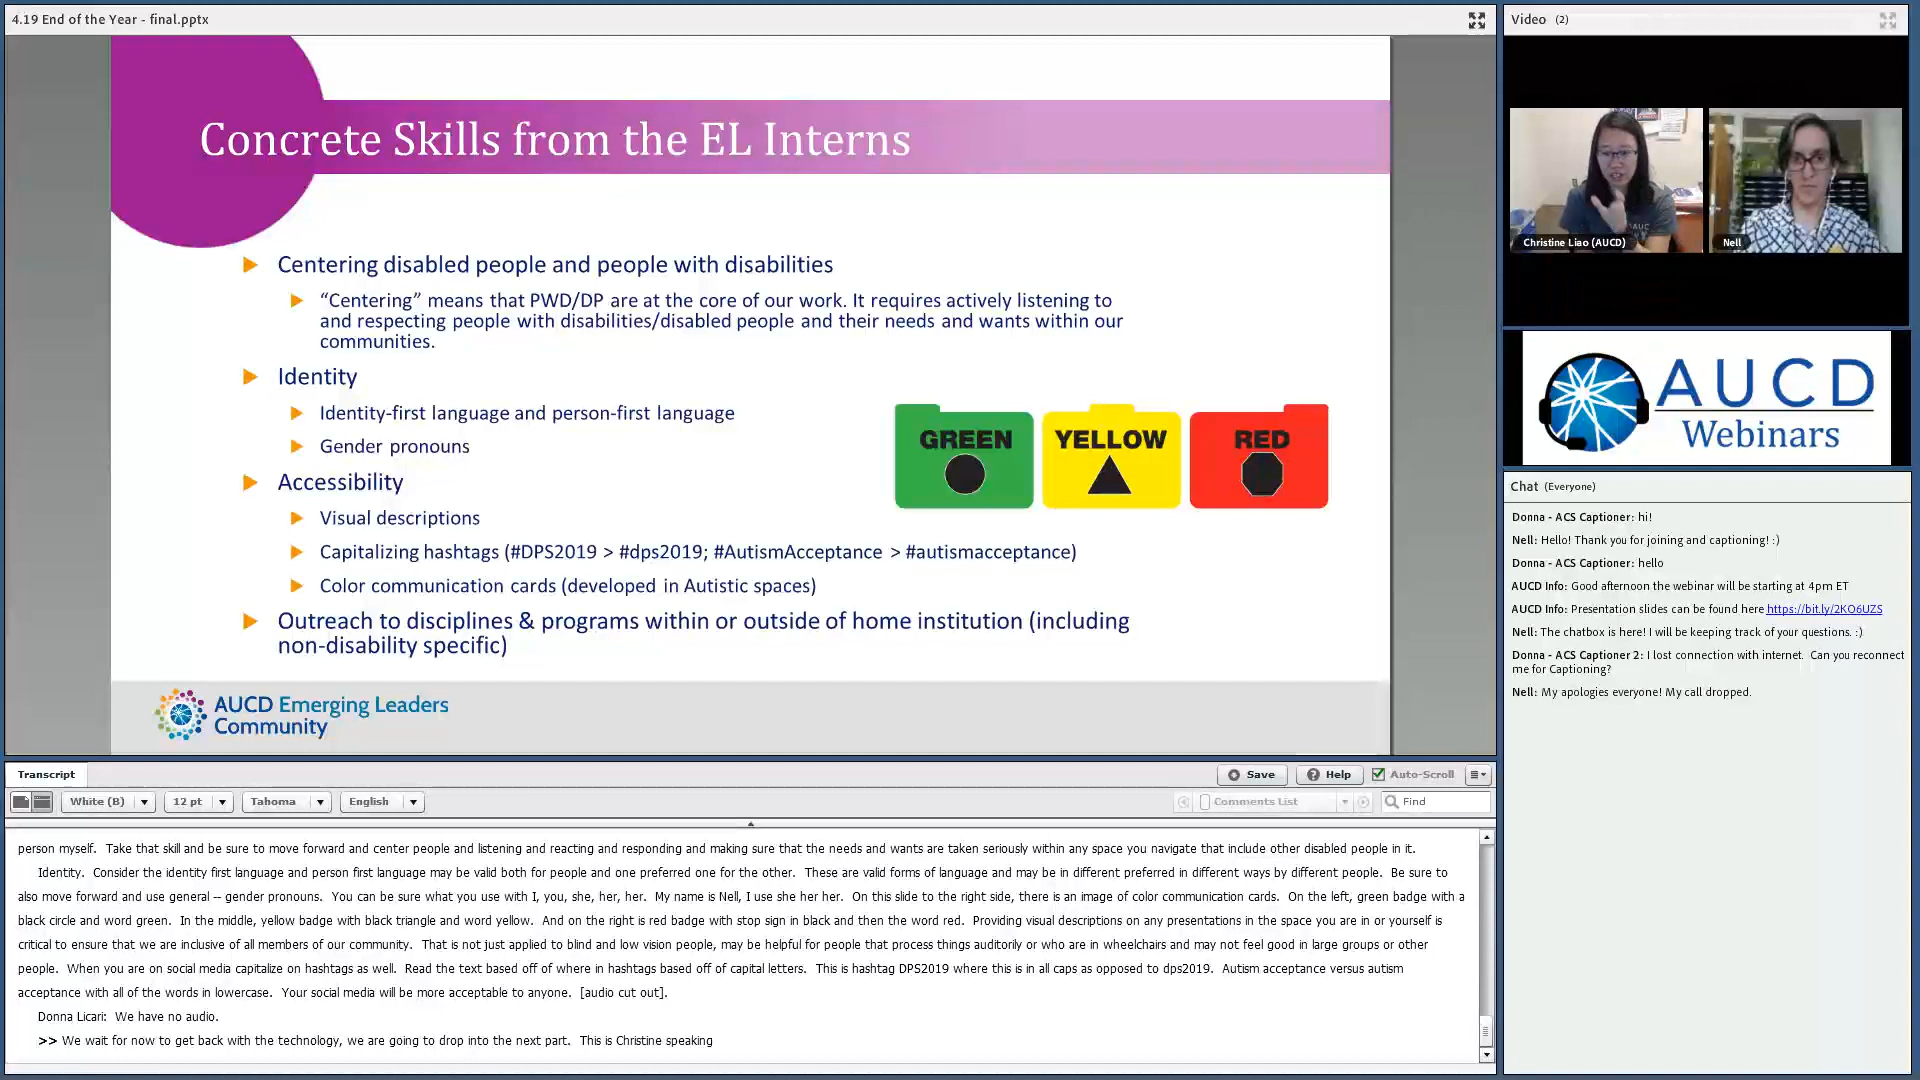 4.19 End of the Year - final.pptx
Concrete Skills from the EL Interns
Centering disabled people and people with disabilities
“Centering” means that PWD/DP are at the core of our work. It requires actively listening to
and respecting people with disabilities/disabled people and their needs and wants within our
communities.
Identity
Identity-first language and person-first language
Gender pronouns
Accessibility
Visual descriptions
Capitalizing hashtags (#DPS2019 > #dps2019; #AutismAcceptance > #autismacceptance)
Color communication cards (developed in Autistic spaces)
Outreach to disciplines & programs within or outside of home institution (including
non-disability specific)
GREEN
YELLOW
RED
AUCD Emerging Leaders
Community
Video (2)
Christine Liao (AUCD)
Nell
AUCD
Webinars
Chat (Everyone)
Donna - ACS Captioner: hi!
Nell: Hello! Thank you for joining and captioning! :)
Donna - ACS Captioner: hello
AUCD Info: Good afternoon the webinar will be starting at 4pm ET
AUCD Info: Presentation slides can be found here https://bit.ly/2KO6UZS
Nell: The chatbox is here! I will be keeping track of your questions. :)
Donna - ACS Captioner 2: I lost connection with internet. Can you reconnect
me for Captioning?
Nell: My apologies everyone! My call dropped.
Transcript
Save
Help
Auto-Scroll
White (B)
12 pt
Tahoma
English
Comments List
Find
person myself. Take that skill and be sure to move forward and center people and listening and reacting and responding and making sure that the needs and wants are taken seriously within any space you navigate that include other disabled people in it.
Identity. Consider the identity first language and person first language may be valid both for people and one preferred one for the other. These are valid forms of language and may be in different preferred in different ways by different people. Be sure to
also move forward and use general -- gender pronouns. You can be sure what you use with I, you, she, her, her. My name is Nell, I use she her her. On this slide to the right side, there is an image of color communication cards. On the left, green badge with a
black circle and word green. In the middle, yellow badge with black triangle and word yellow. And on the right is red badge with stop sign in black and then the word red. Providing visual descriptions on any presentations in the space you are in or yourself is
critical to ensure that we are inclusive of all members of our community. That is not just applied to blind and low vision people, may be helpful for people that process things auditorily or who are in wheelchairs and may not feel good in large groups or other
people. When you are on social media capitalize on hashtags as well. Read the text based off of where in hashtags based off of capital letters. This is hashtag DPS2019 where this is in all caps as opposed to dps2019. Autism acceptance versus autism
acceptance with all of the words in lowercase. Your social media will be more acceptable to anyone. [audio cut out].
Donna Licari: We have no audio.
>> We wait for now to get back with the technology, we are going to drop into the next part. This is Christine speaking